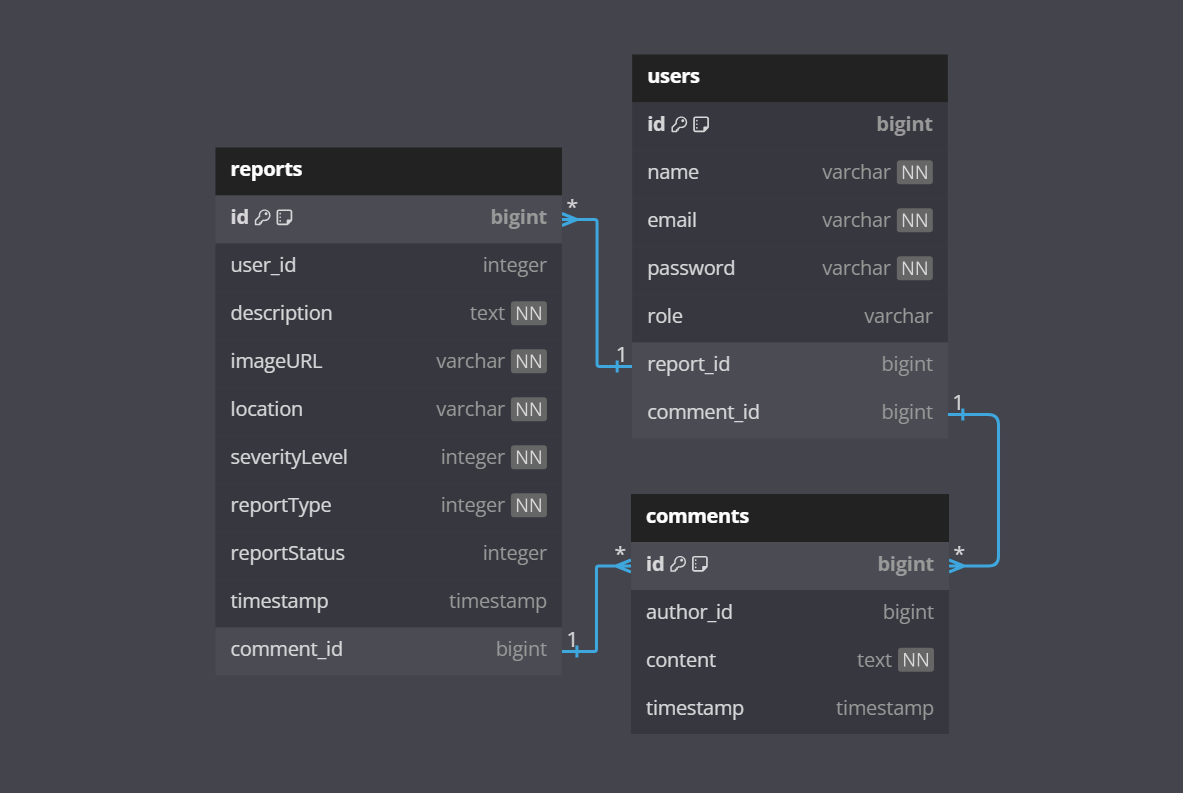 users
id bigint
name varchar NN
email varchar NN
password varchar NN
role varchar
1 report_id bigint
comment_id bigint 1
reports
id bigint *
user_id integer
description text NN
imageURL varchar NN
location varchar NN
severityLevel integer NN
reportType integer NN
reportStatus integer
timestamp timestamp
comment_id bigint 1
comments
* id bigint *
author_id bigint
content text NN
timestamp timestamp